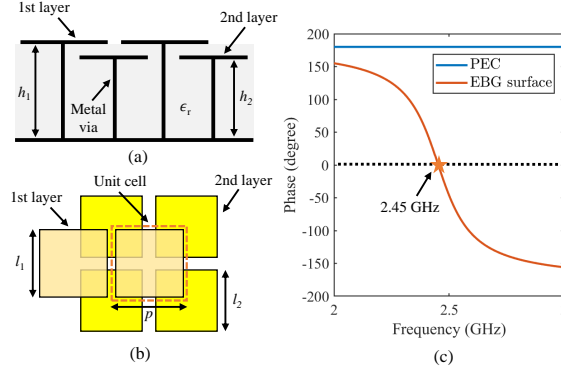 1st layer
2nd layer
h1
Metal
via
ϵr
h2
(a)
Unit cell
1st layer
2nd layer
l1
p
l2
(b)
200
150
100
50
0
-50
-100
-150
-200
Phase (degree)
PEC
EBG surface
2.45 GHz
2
2.5
Frequency (GHz)
(c)